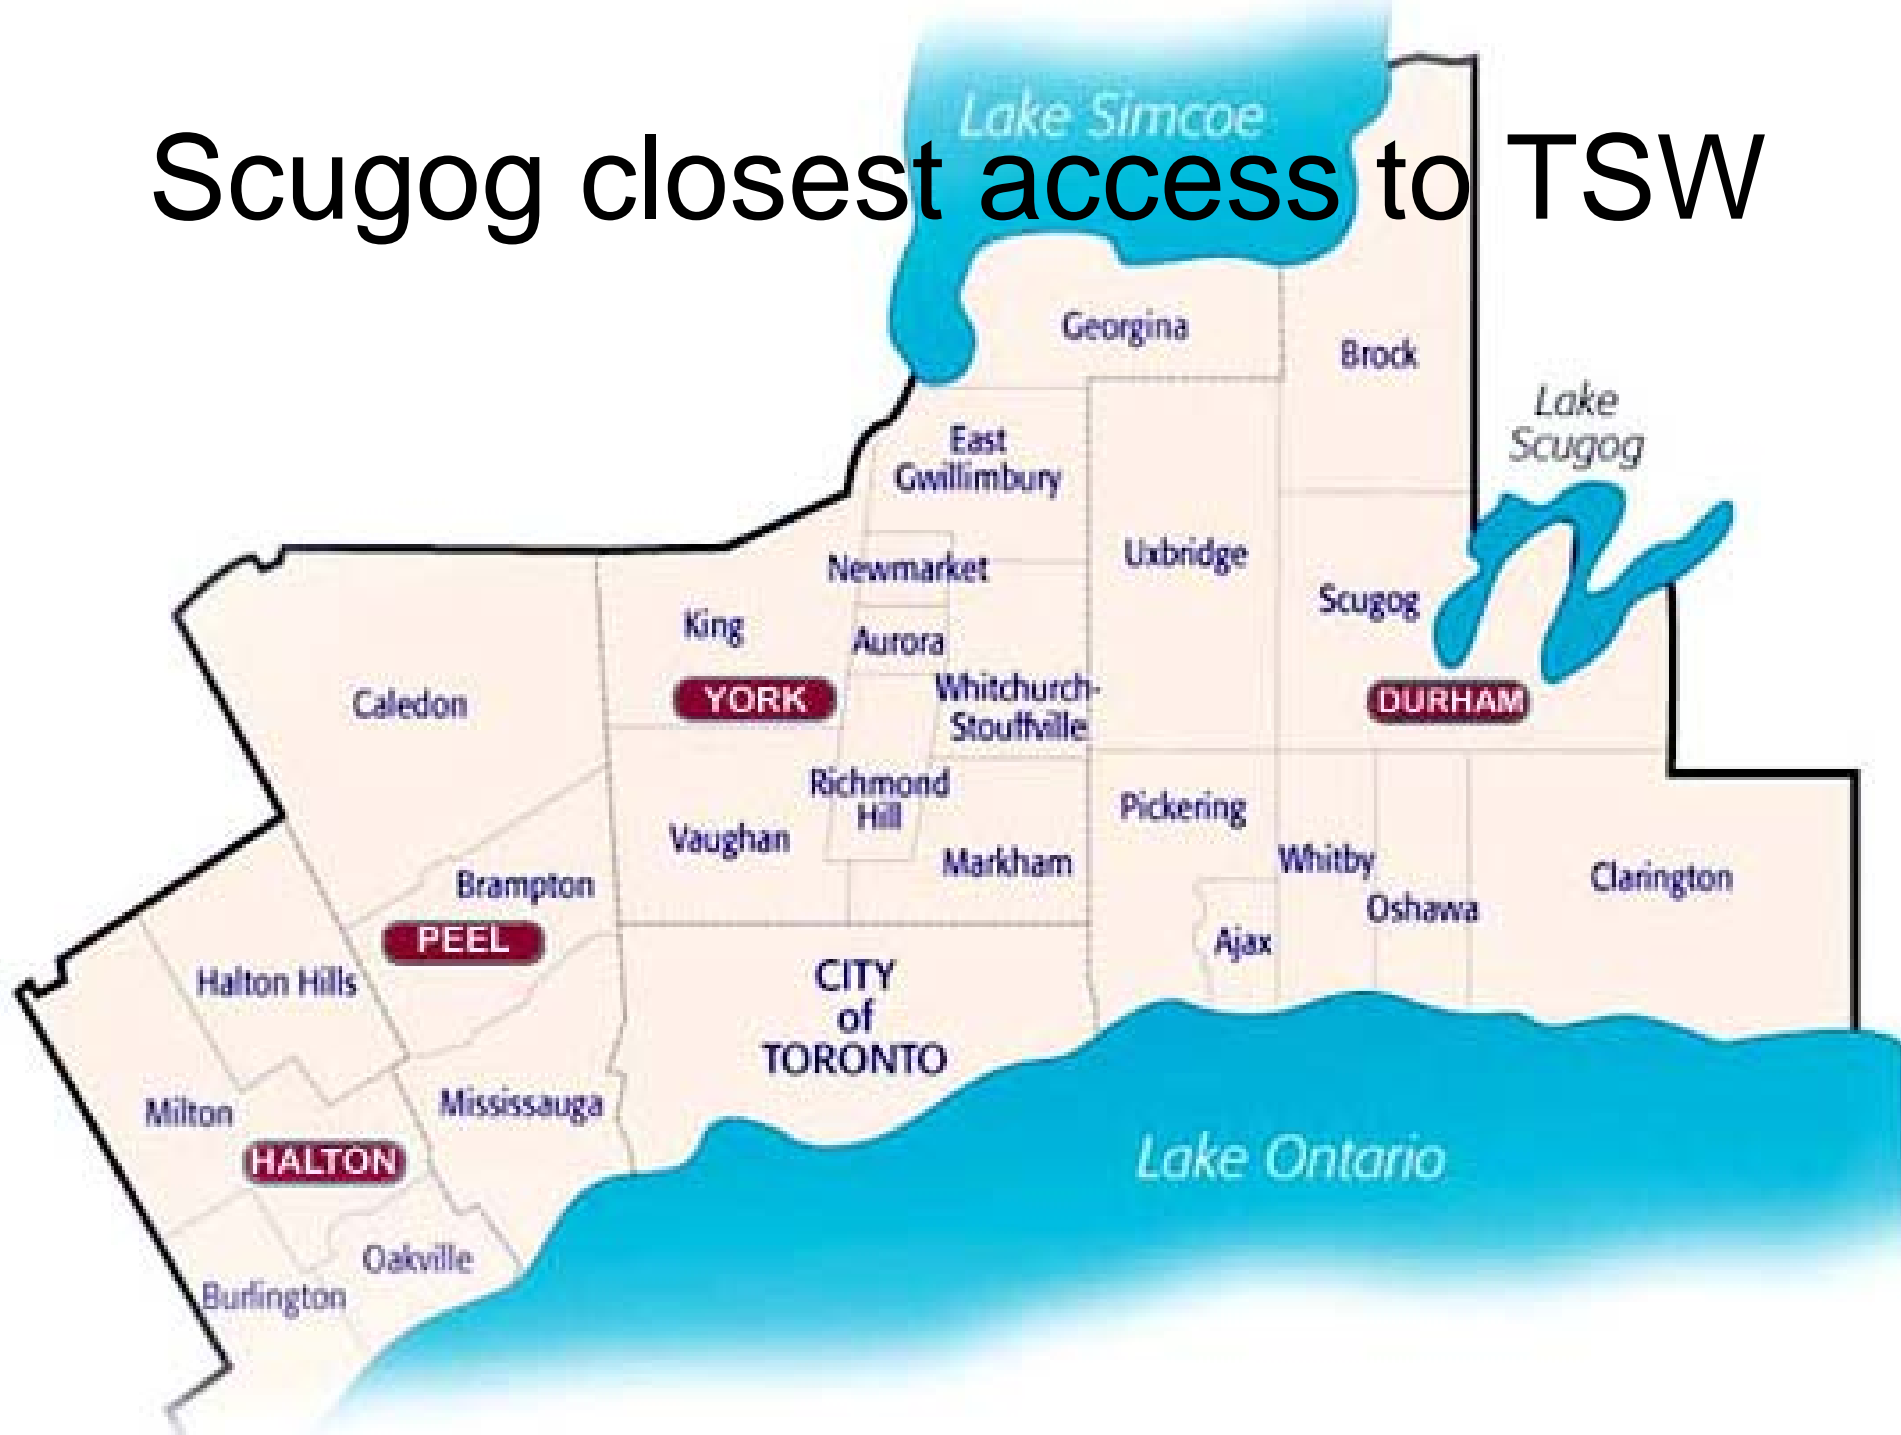 Lake Simcoe
Scugog closest access to TSW
Georgina
Brock
Lake
Scugog
East
Gwillimbury
Uxbridge
Newmarket
Scugog
King
Aurora
YORK
Whitchurch-
Stouffville
DURHAM
Caledon
Richmond
Hill
Pickering
Vaughan
Markham
Whitby
Clarington
Brampton
Oshawa
PEEL
Ajax
Halton Hills
CITY
of
TORONTO
Milton
Mississauga
HALTON
Lake Ontario
Oakville
Burlington